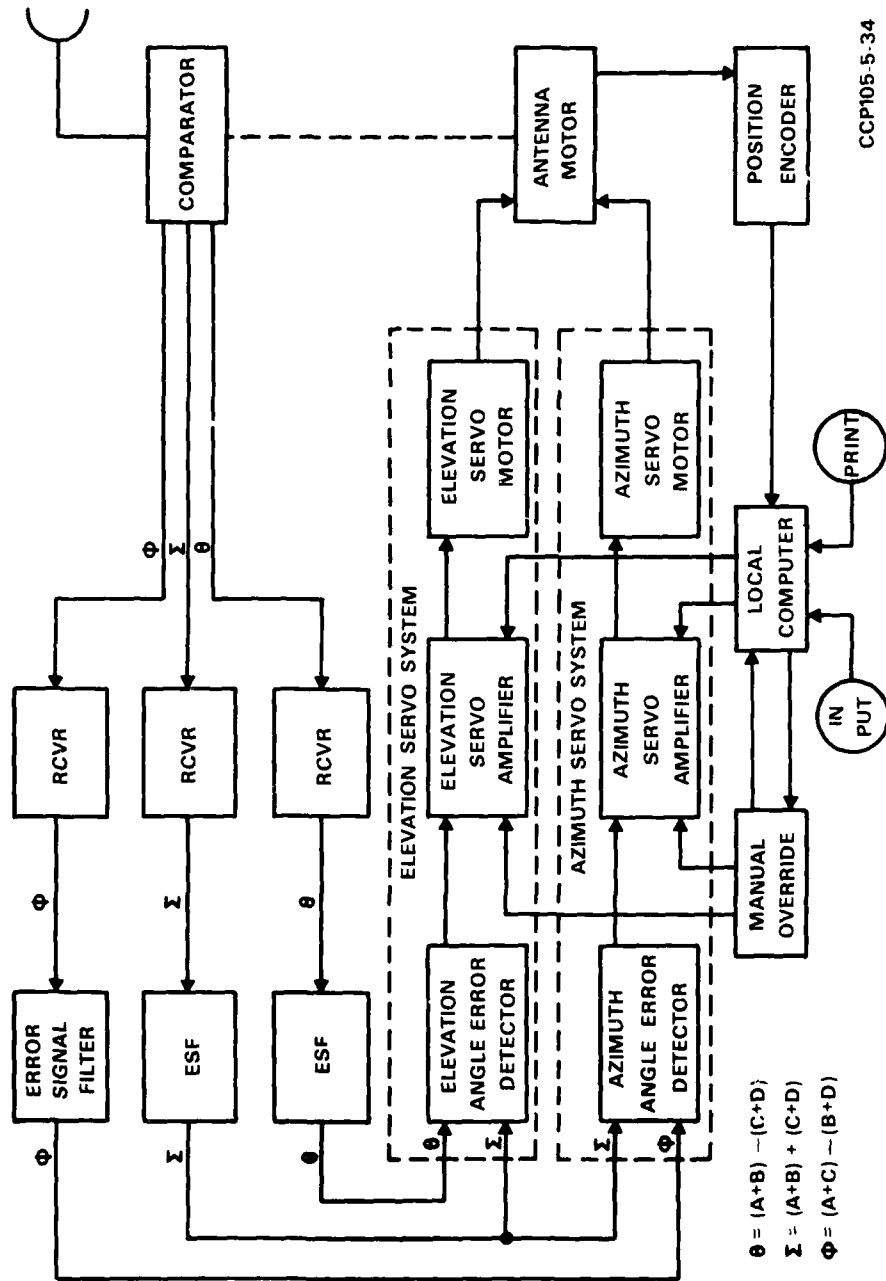 COMPARATOR
Φ
Σ
θ
RCVR
RCVR
RCVR
Φ
Σ
θ
ERROR
SIGNAL
FILTER
ESF
ESF
Φ
Σ
θ
ELEVATION SERVO SYSTEM
θ
Σ
ELEVATION
ANGLE ERROR
DETECTOR
ELEVATION
SERVO
AMPLIFIER
ELEVATION
SERVO
MOTOR
AZIMUTH SERVO SYSTEM
Σ
Φ
AZIMUTH
ANGLE ERROR
DETECTOR
AZIMUTH
SERVO
AMPLIFIER
AZIMUTH
SERVO
MOTOR
ANTENNA
MOTOR
POSITION
ENCODER
MANUAL
OVERRIDE
LOCAL
COMPUTER
IN
PUT
PRINT
θ = (A+B) − (C+D)
Σ = (A+B) + (C+D)
Φ = (A+C) − (B+D)
CCP105-5-34